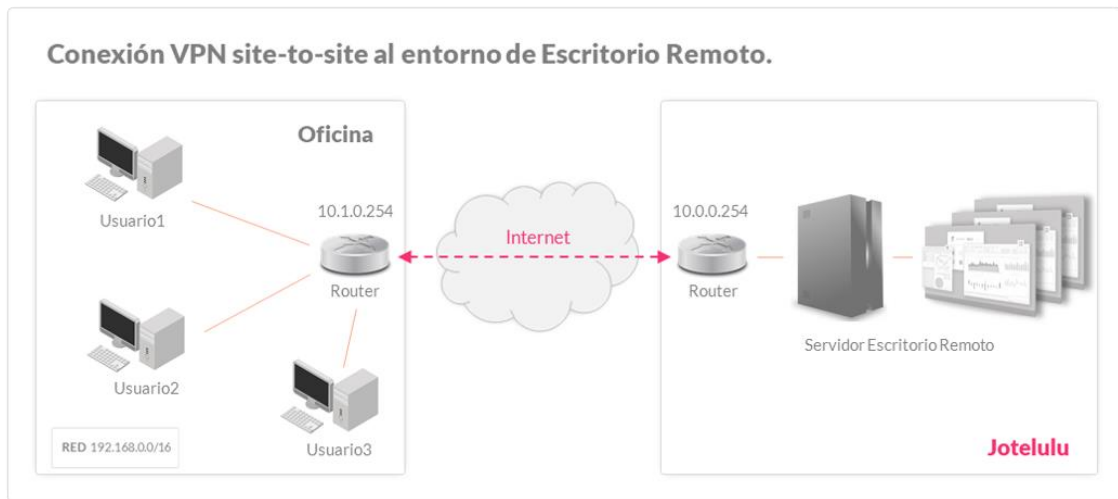 Conexión VPN site-to-site al entorno de Escritorio Remoto.
Oficina
Usuario1
10.1.0.254
Router
Usuario2
Usuario3
RED 192.168.0.0/16
Internet
10.0.0.254
Router
Servidor Escritorio Remoto
Jotelulu